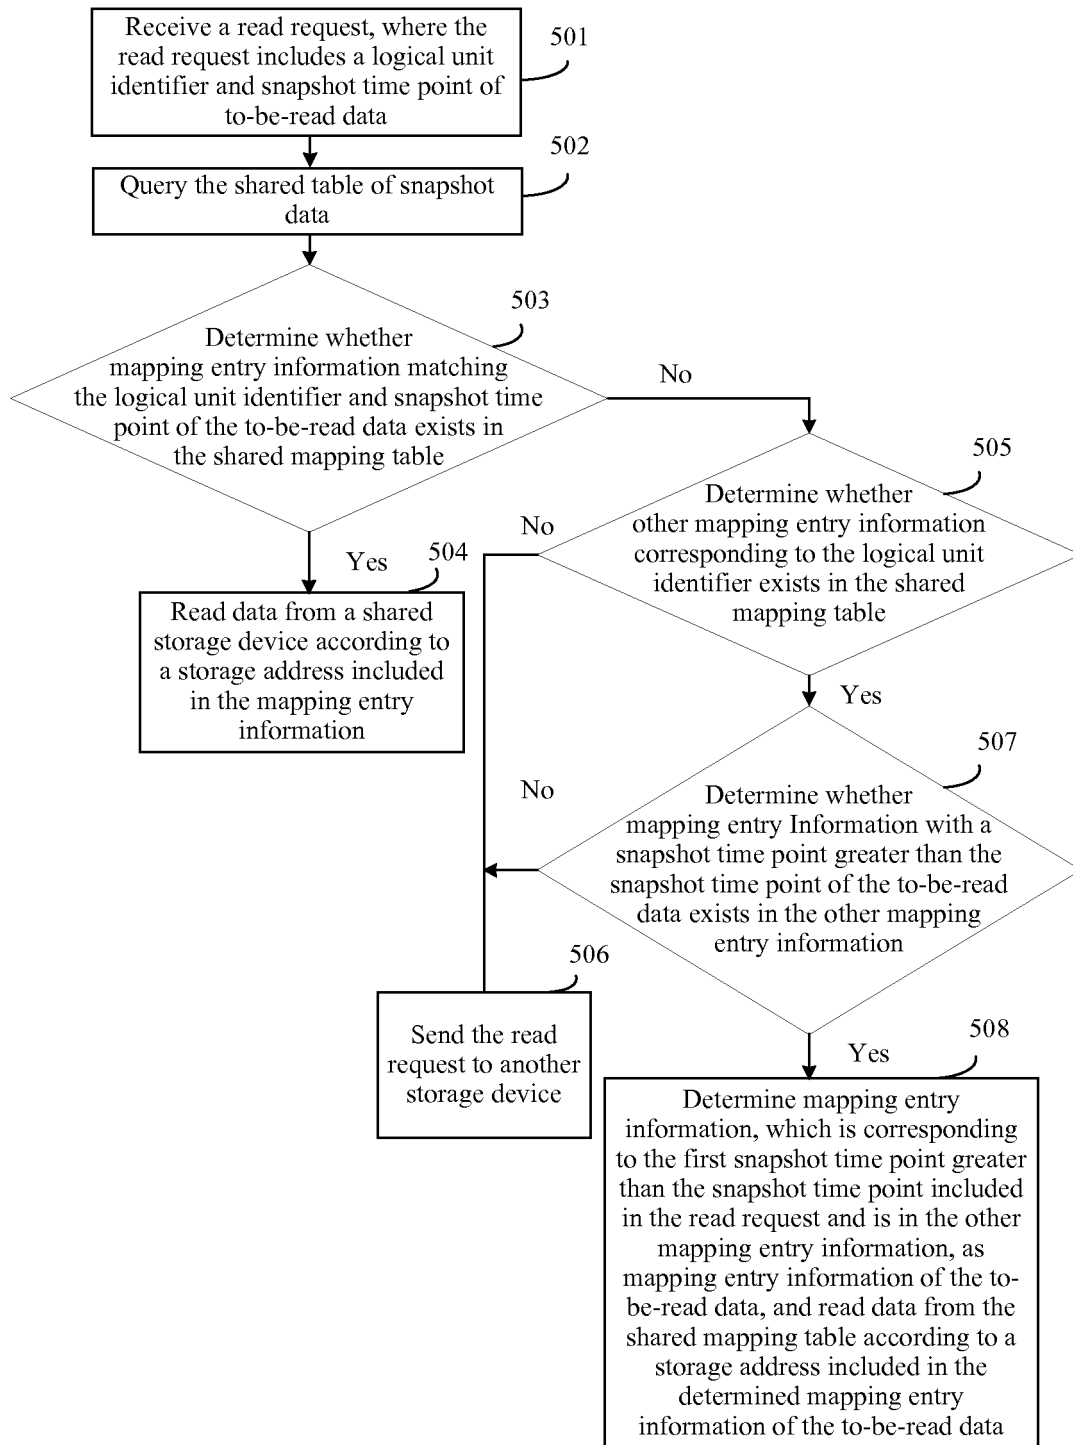 Receive a read request, where the
read request includes a logical unit
identifier and snapshot time point of
to-be-read data
501
502
Query the shared table of snapshot
data
503
Determine whether
mapping entry information matching
the logical unit identifier and snapshot time
point of the to-be-read data exists in
the shared mapping table
No
Yes
504
Read data from a shared
storage device according to
a storage address included
in the mapping entry
information
505
Determine whether
other mapping entry information
corresponding to the logical unit
identifier exists in the shared
mapping table
No
Yes
507
Determine whether
mapping entry Information with a
snapshot time point greater than the
snapshot time point of the to-be-read
data exists in the other mapping
entry information
No
506
Send the read
request to another
storage device
Yes
508
Determine mapping entry
information, which is corresponding
to the first snapshot time point greater
than the snapshot time point included
in the read request and is in the other
mapping entry information, as
mapping entry information of the to-
be-read data, and read data from the
shared mapping table according to a
storage address included in the
determined mapping entry
information of the to-be-read data